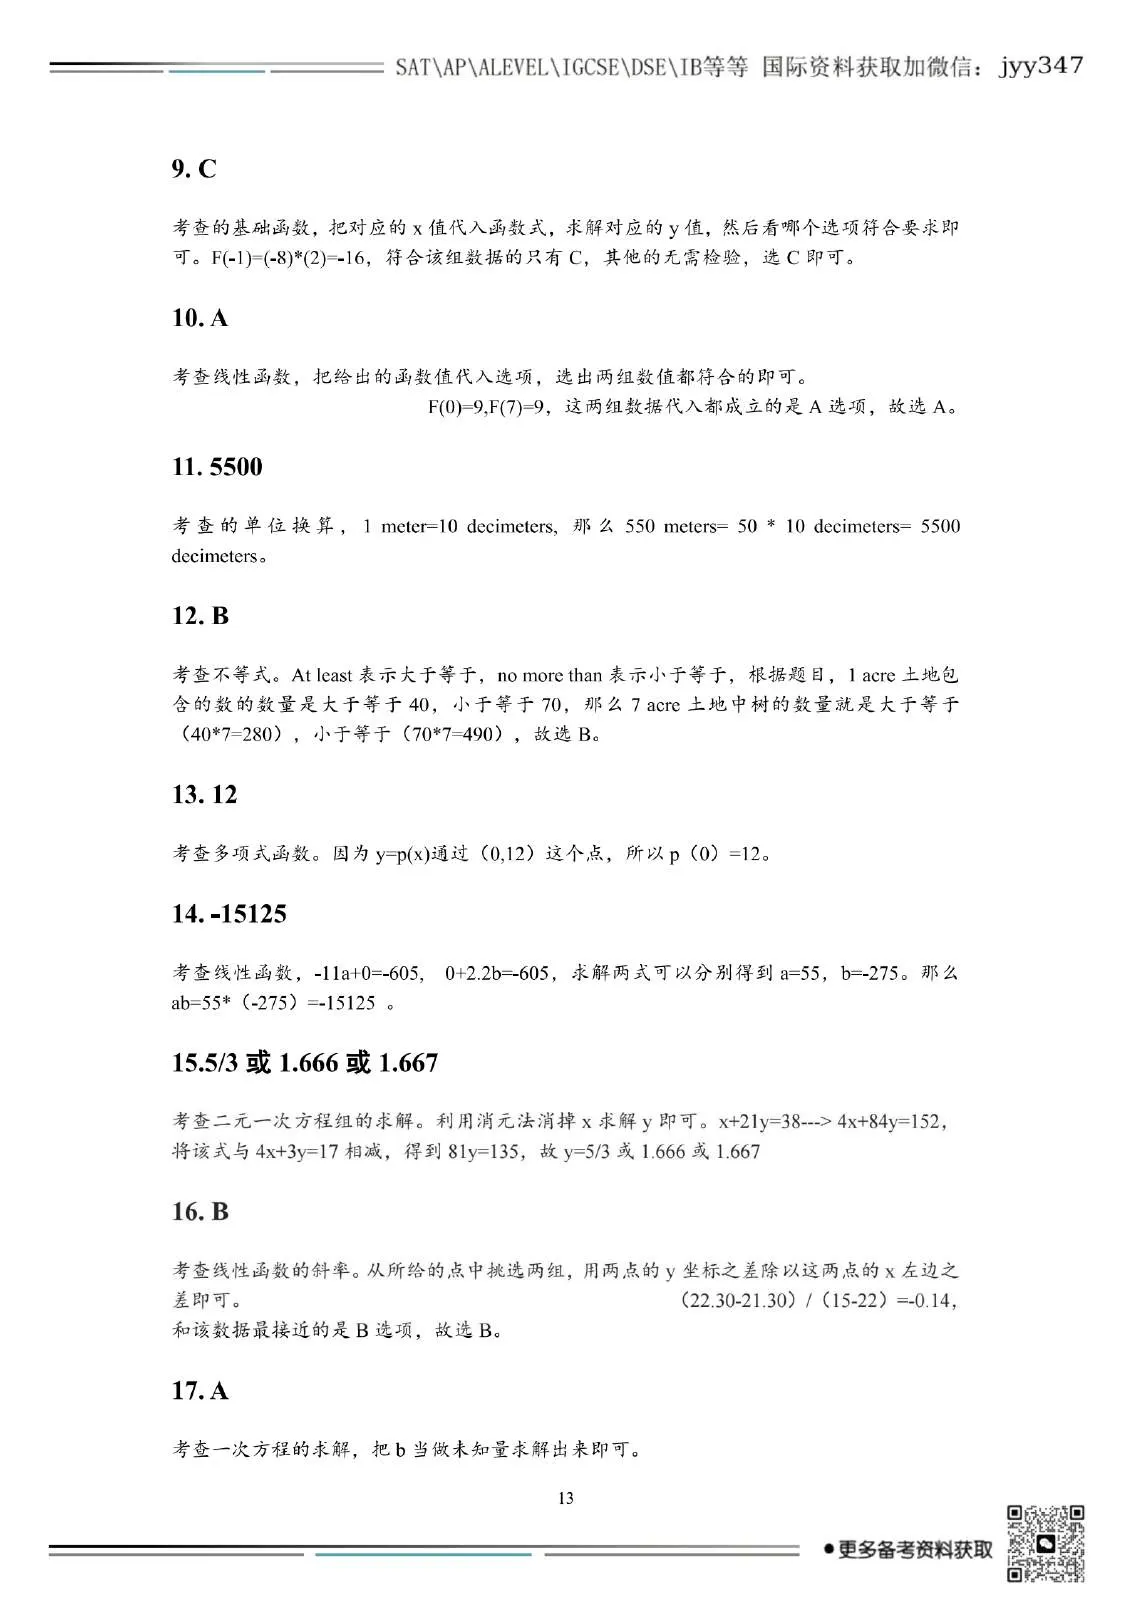 SAT\AP\ALEVEL\IGCSE\DSE\IB等等 国际资料获取加微信：jyy347
9. C
考查的基础函数，把对应的 x 值代入函数式，求解对应的 y 值，然后看哪个选项符合要求即
可。F(-1)=(-8)*(2)=-16，符合该组数据的只有 C，其他的无需检验，选 C 即可。
10. A
考查线性函数，把给出的函数值代入选项，选出两组数值都符合的即可。
F(0)=9,F(7)=9，这两组数据代入都成立的是 A 选项，故选 A。
11. 5500
考查的单位换算，1 meter=10 decimeters, 那么 550 meters= 50 * 10 decimeters= 5500
decimeters。
12. B
考查不等式。At least 表示大于等于，no more than 表示小于等于，根据题目，1 acre 土地包
含的数的数量是大于等于 40，小于等于 70，那么 7 acre 土地中树的数量就是大于等于
（40*7=280），小于等于（70*7=490），故选 B。
13. 12
考查多项式函数。因为 y=p(x)通过（0,12）这个点，所以 p（0）=12。
14. -15125
考查线性函数，-11a+0=-605, 0+2.2b=-605，求解两式可以分别得到 a=55，b=-275。那么
ab=55*（-275）=-15125 。
15.5/3 或 1.666 或 1.667
考查二元一次方程组的求解。利用消元法消掉 x 求解 y 即可。x+21y=38---> 4x+84y=152，
将该式与 4x+3y=17 相减，得到 81y=135，故 y=5/3 或 1.666 或 1.667
16. B
考查线性函数的斜率。从所给的点中挑选两组，用两点的 y 坐标之差除以这两点的 x 左边之
差即可。 （22.30-21.30）/（15-22）=-0.14，
和该数据最接近的是 B 选项，故选 B。
17. A
考查一次方程的求解，把 b 当做未知量求解出来即可。
13
●更多备考资料获取